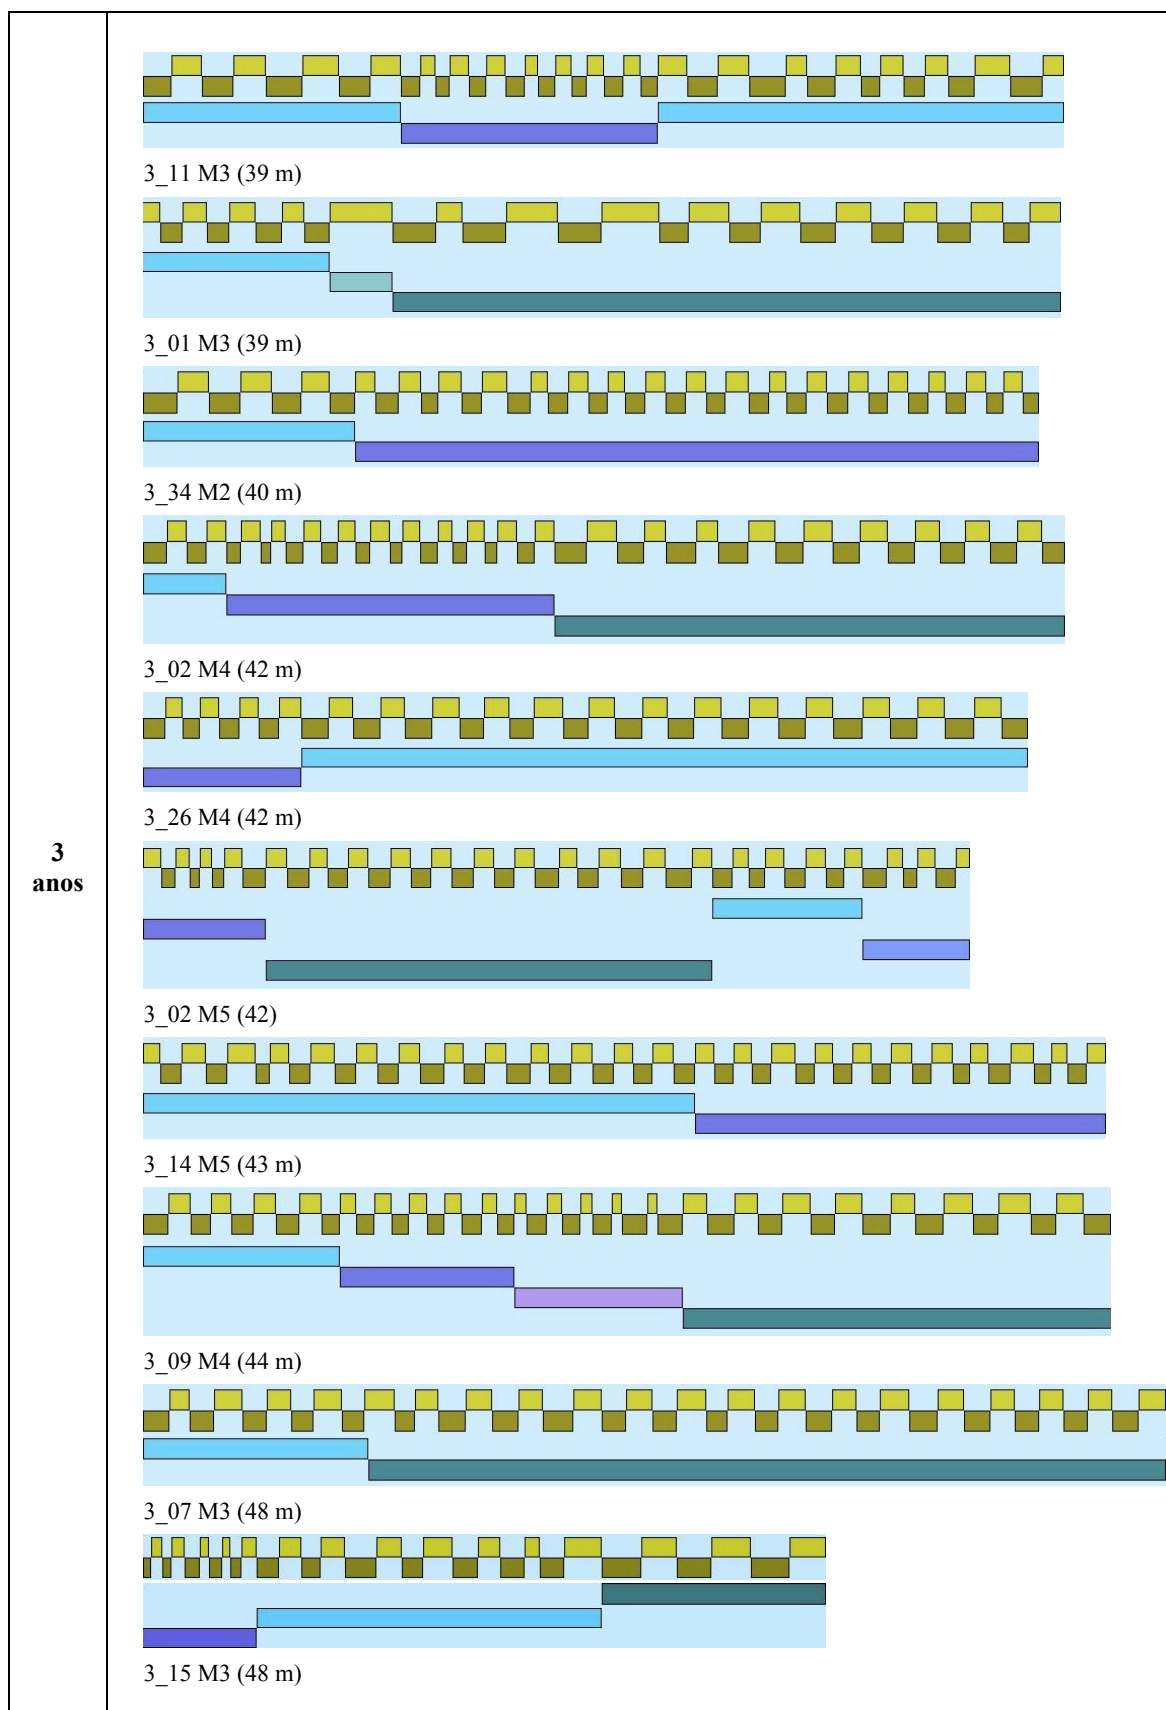 3_11 M3 (39 m)
3_01 M3 (39 m)
3_34 M2 (40 m)
3_02 M4 (42 m)
3_26 M4 (42 m)
3
anos
3_02 M5 (42)
3_14 M5 (43 m)
3_09 M4 (44 m)
3_07 M3 (48 m)
3_15 M3 (48 m)